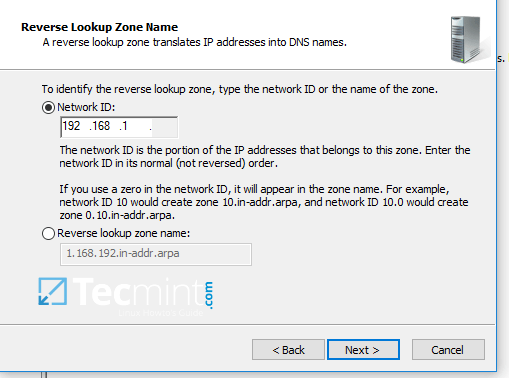 Reverse Lookup Zone Name
A reverse lookup zone translates IP addresses into DNS names.
s.
To identify the reverse lookup zone, type the network ID or the name of the zone.
Network ID:
192 .168 .1 .
The network ID is the portion of the IP addresses that belongs to this zone. Enter the
network ID in its normal (not reversed) order.
If you use a zero in the network ID, it will appear in the zone name. For example,
network ID 10 would create zone 10.in-addr.arpa, and network ID 10.0 would create
zone 0.10.in-addr.arpa.
Reverse lookup zone name:
1.168.192.in-addr.arpa
Tecmint.com
< Back
Next >
Cancel